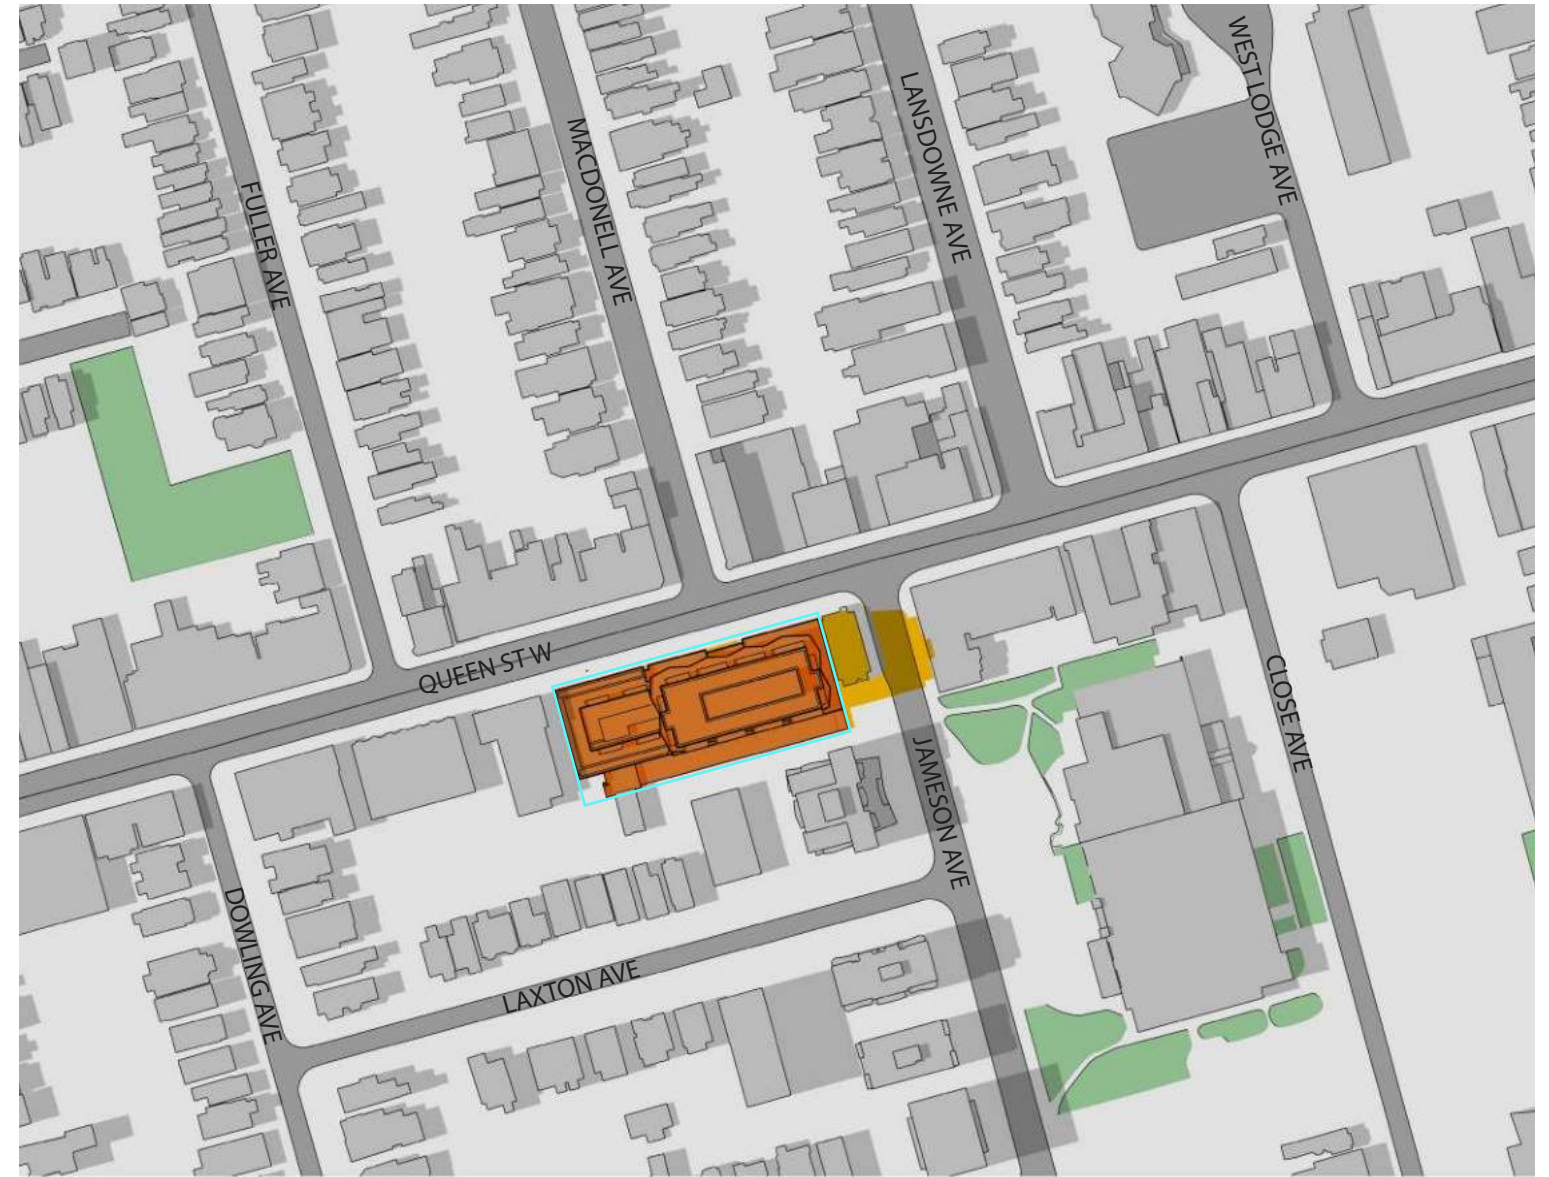 WEST LODGE AVE
LANSDOWNE AVE
MACDONELL AVE
FULLER AVE
QUEEN ST W
CLOSE AVE
JAMESON AVE
DOWLING AVE
LAXTON AVE